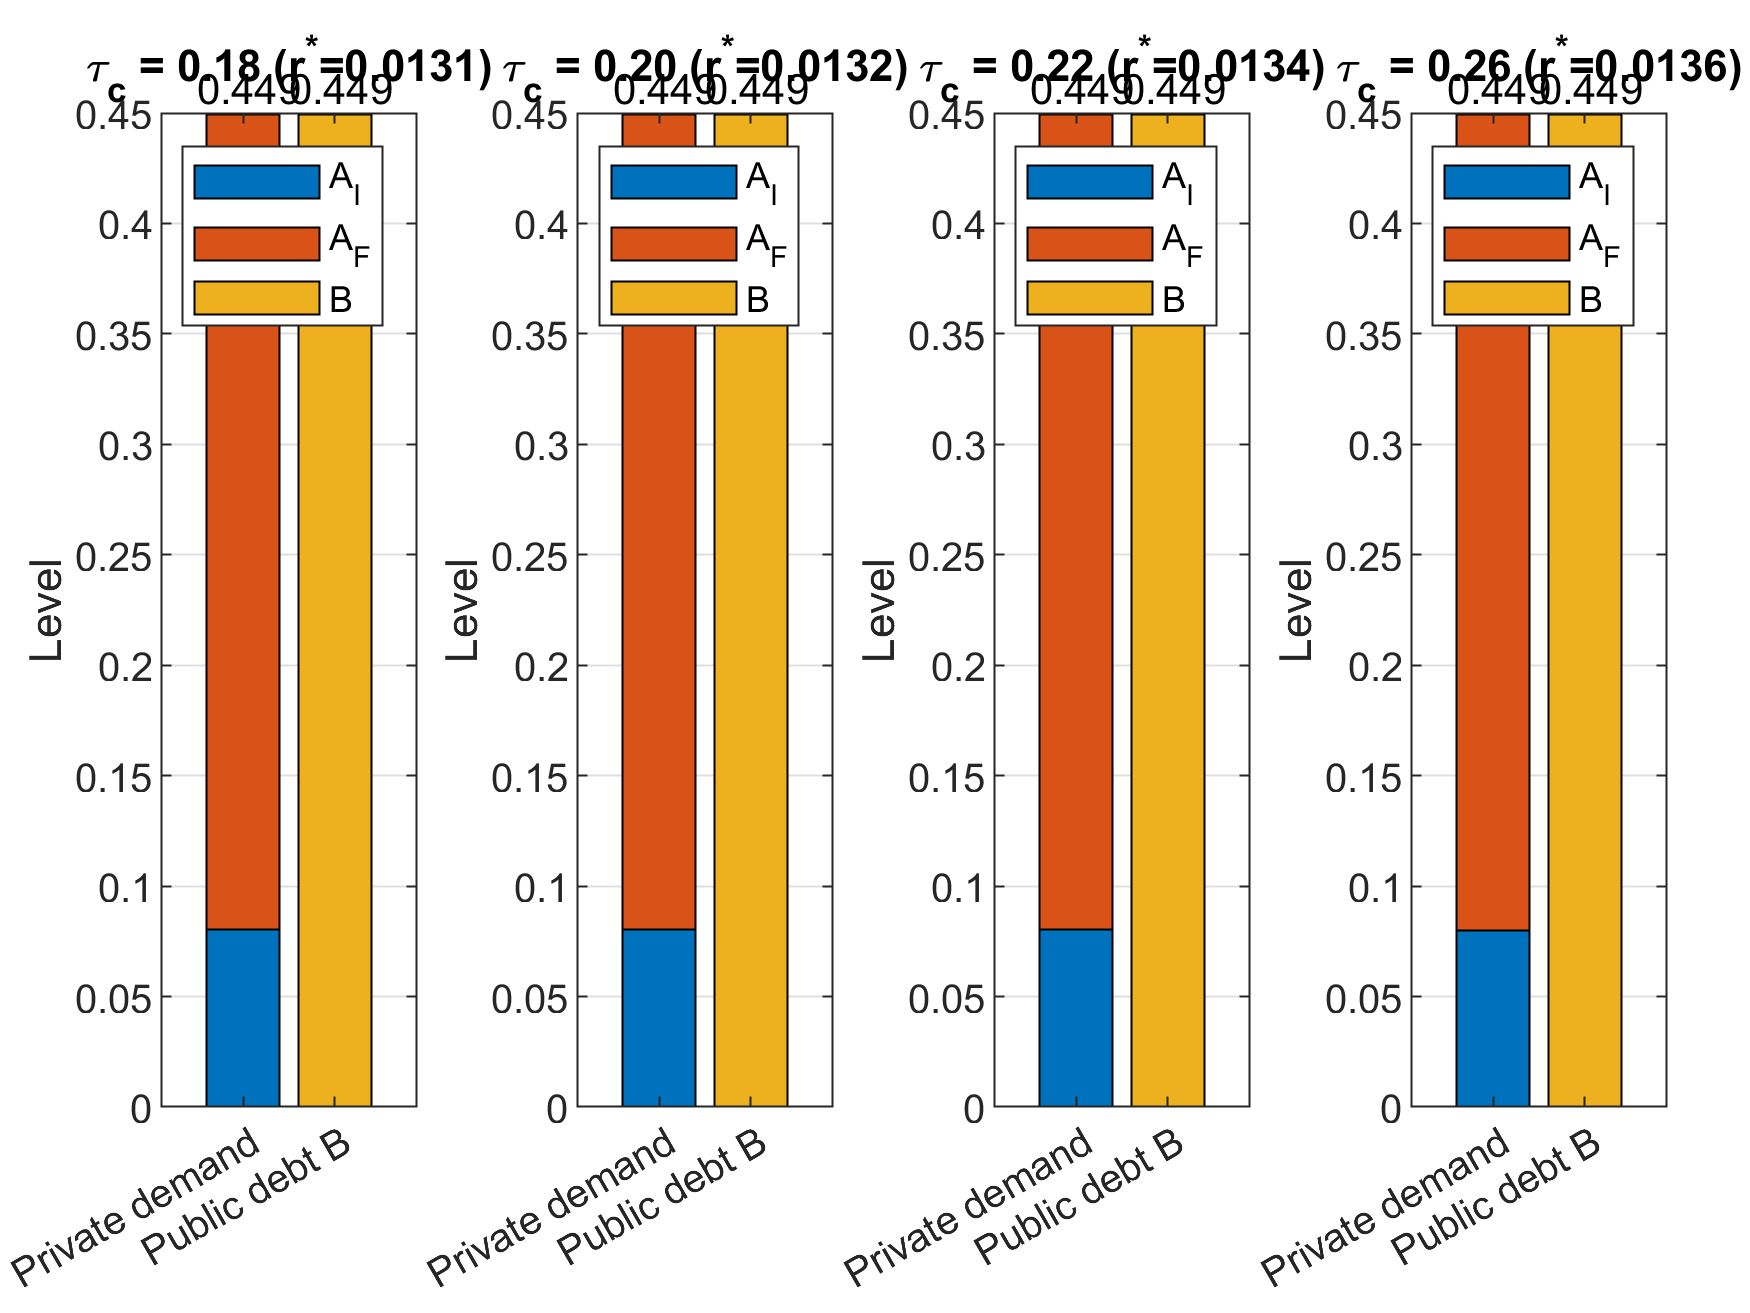 τc = 0.18 (r*=0.0131)
τc = 0.20 (r*=0.0132)
τc = 0.22 (r*=0.0134)
τc = 0.26 (r*=0.0136)
0.449 0.449
0.449 0.449
0.449 0.449
0.449 0.449
Level
0.45
0.4
0.35
0.3
0.25
0.2
0.15
0.1
0.05
0
AI
AF
B
Private demand
Public debt B
Level
0.45
0.4
0.35
0.3
0.25
0.2
0.15
0.1
0.05
0
AI
AF
B
Private demand
Public debt B
Level
0.45
0.4
0.35
0.3
0.25
0.2
0.15
0.1
0.05
0
AI
AF
B
Private demand
Public debt B
Level
0.45
0.4
0.35
0.3
0.25
0.2
0.15
0.1
0.05
0
AI
AF
B
Private demand
Public debt B